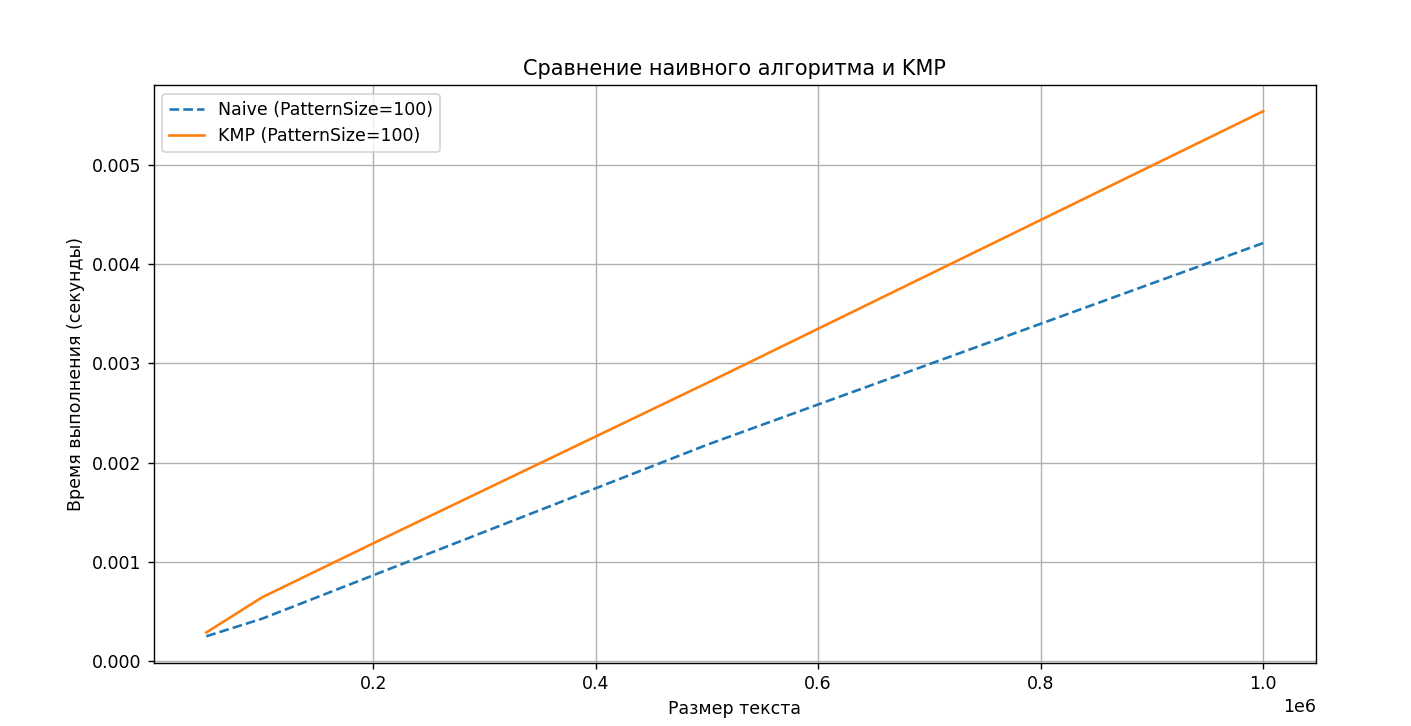 Сравнение наивного алгоритма и KMP
Naive (PatternSize=100)
KMP (PatternSize=100)
Время выполнения (секунды)
0.005
0.004
0.003
0.002
0.001
0.000
0.2 0.4 0.6 0.8 1.0
1e6
Размер текста